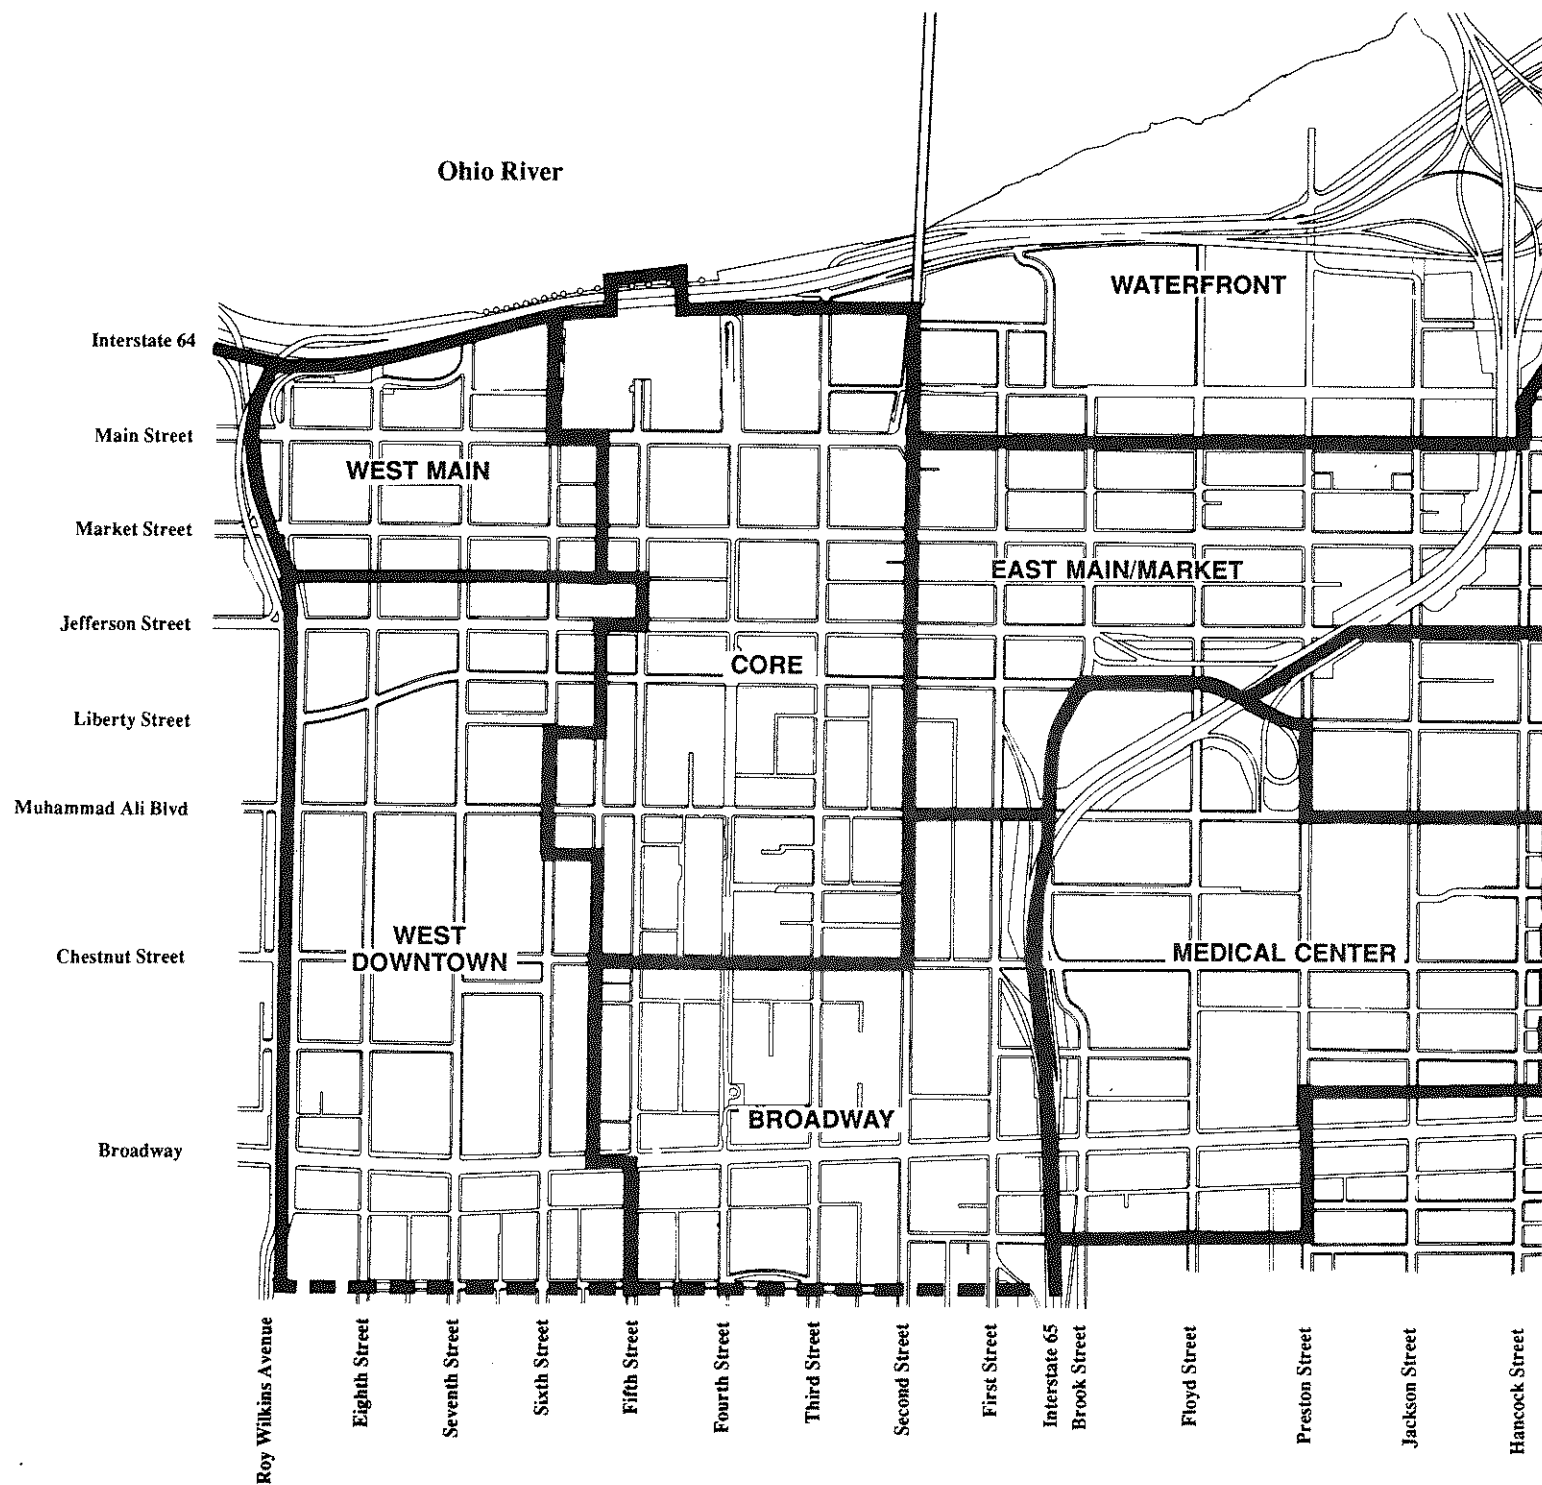 Ohio River
WATERFRONT
Interstate 64
Main Street
WEST MAIN
Market Street
EAST MAIN/MARKET
Jefferson Street
CORE
Liberty Street
Muhammad Ali Blvd
WEST
DOWNTOWN
MEDICAL CENTER
Chestnut Street
BROADWAY
Broadway
Roy Wilkins Avenue
Eighth Street
Seventh Street
Sixth Street
Fifth Street
Fourth Street
Third Street
Second Street
First Street
Interstate 65
Brook Street
Floyd Street
Preston Street
Jackson Street
Hancock Street